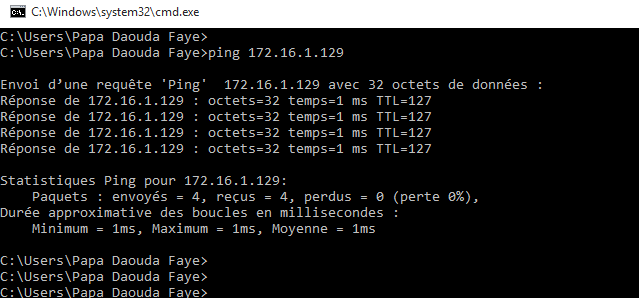 C:\Windows\system32\cmd.exe
C:\Users\Papa Daouda Faye>
C:\Users\Papa Daouda Faye>ping 172.16.1.129
Envoi d’une requête 'Ping'  172.16.1.129 avec 32 octets de données :
Réponse de 172.16.1.129 : octets=32 temps=1 ms TTL=127
Réponse de 172.16.1.129 : octets=32 temps=1 ms TTL=127
Réponse de 172.16.1.129 : octets=32 temps=1 ms TTL=127
Réponse de 172.16.1.129 : octets=32 temps=1 ms TTL=127
Statistiques Ping pour 172.16.1.129:
    Paquets : envoyés = 4, reçus = 4, perdus = 0 (perte 0%),
Durée approximative des boucles en millisecondes :
    Minimum = 1ms, Maximum = 1ms, Moyenne = 1ms
C:\Users\Papa Daouda Faye>
C:\Users\Papa Daouda Faye>
C:\Users\Papa Daouda Faye>